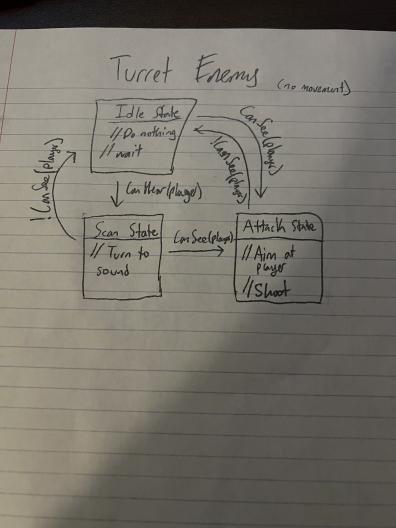 Turret Enemy (no movement)
Idle State
//Do nothing
//wait
CanSee(player)
!CanSee(player)
!CanSee(player)
CanHear(player)
Scan State
//Turn to
sound
CanSee(player)
Attack State
//Aim at
player
//Shoot